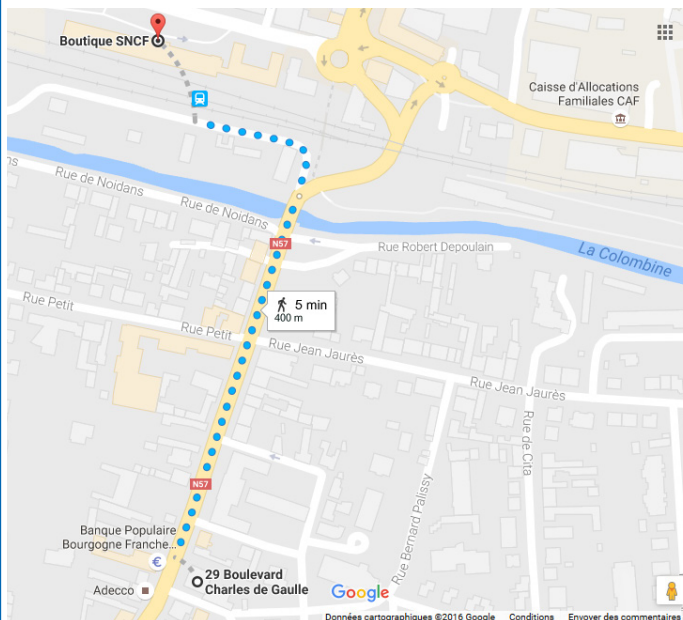 Boutique SNCF
Caisse d'Allocations
Familiales CAF
Rue de Noidans
ns
Rue de Noidans
N57
Rue Robert Depoulain
La Colombine
5 min
400 m
Rue Petit
Rue Petit
Rue Jean Jaurès
Rue Jean Jaurès
Rue de Cita
Rue Bernard Palissy
N57
Banque Populaire
Bourgogne Franche...
€
Adecco
29 Boulevard
Charles de Gaulle
Google
Données cartographiques ©2016 Google Conditions Envoyer des commentaires